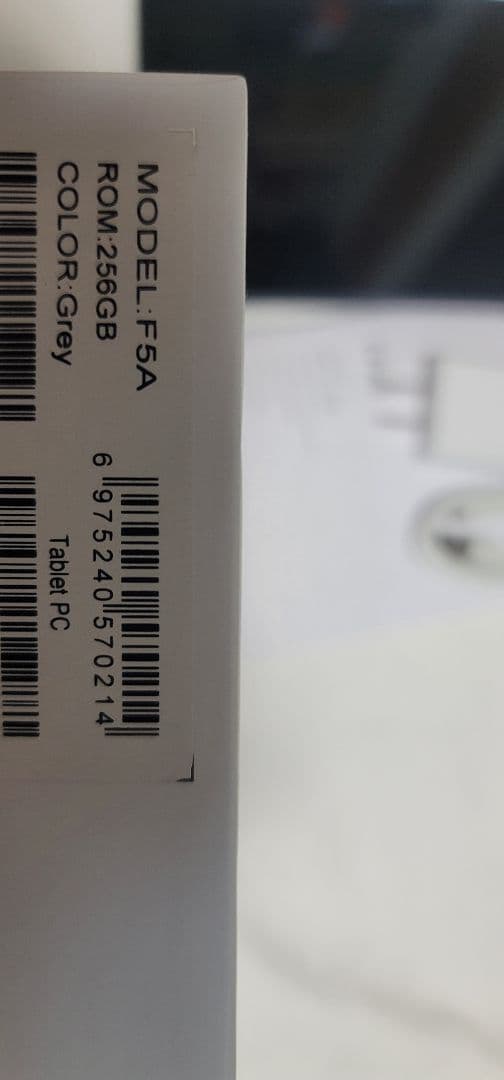 MODEL:F5A
ROM:256GB
COLOR:Grey
6 975240 570214
Tablet PC